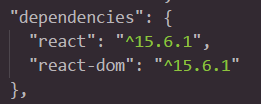 "dependencies": {
"react": "^15.6.1",
"react-dom": "^15.6.1"
},